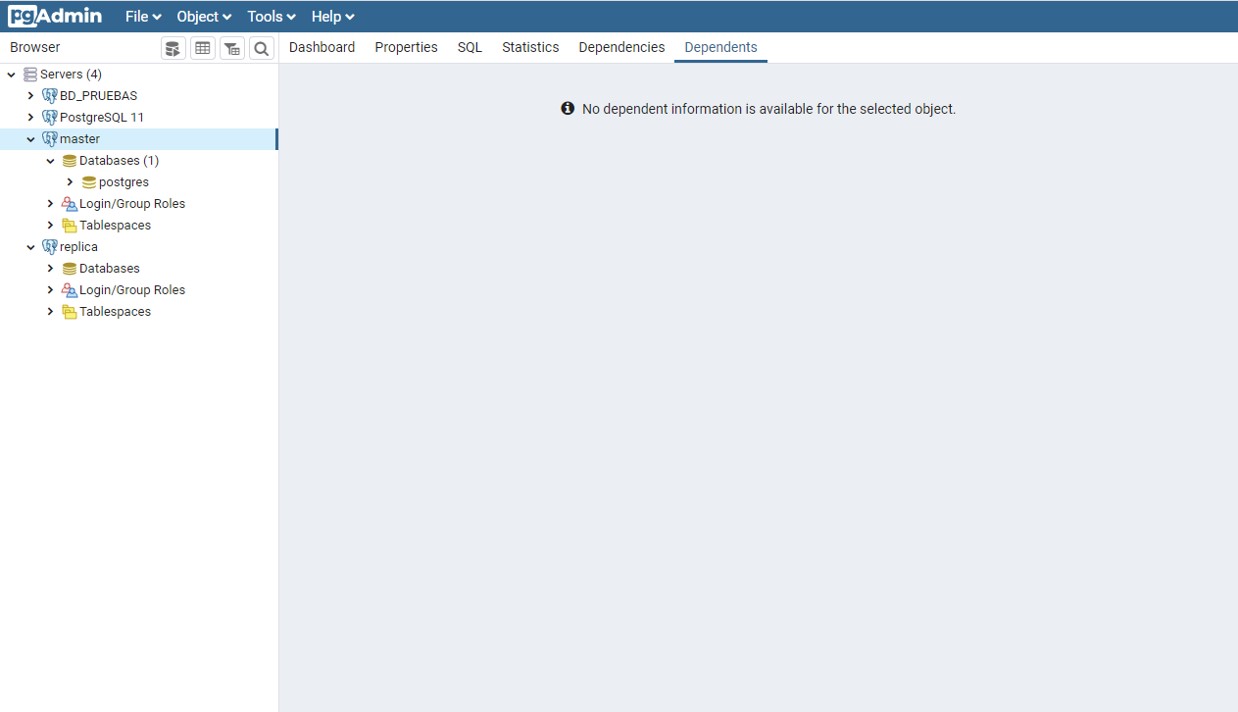 pgAdmin File Object Tools Help
Browser
Dashboard Properties SQL Statistics Dependencies Dependents
Servers (4)
BD_PRUEBAS
PostgreSQL 11
master
Databases (1)
postgres
Login/Group Roles
Tablespaces
replica
Databases
Login/Group Roles
Tablespaces
No dependent information is available for the selected object.